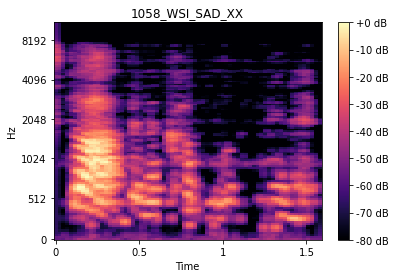 1058_WSI_SAD_XX
8192
4096
2048
1024
512
0
Hz
0
0.5
1
1.5
Time
+0 dB
-10 dB
-20 dB
-30 dB
-40 dB
-50 dB
-60 dB
-70 dB
-80 dB